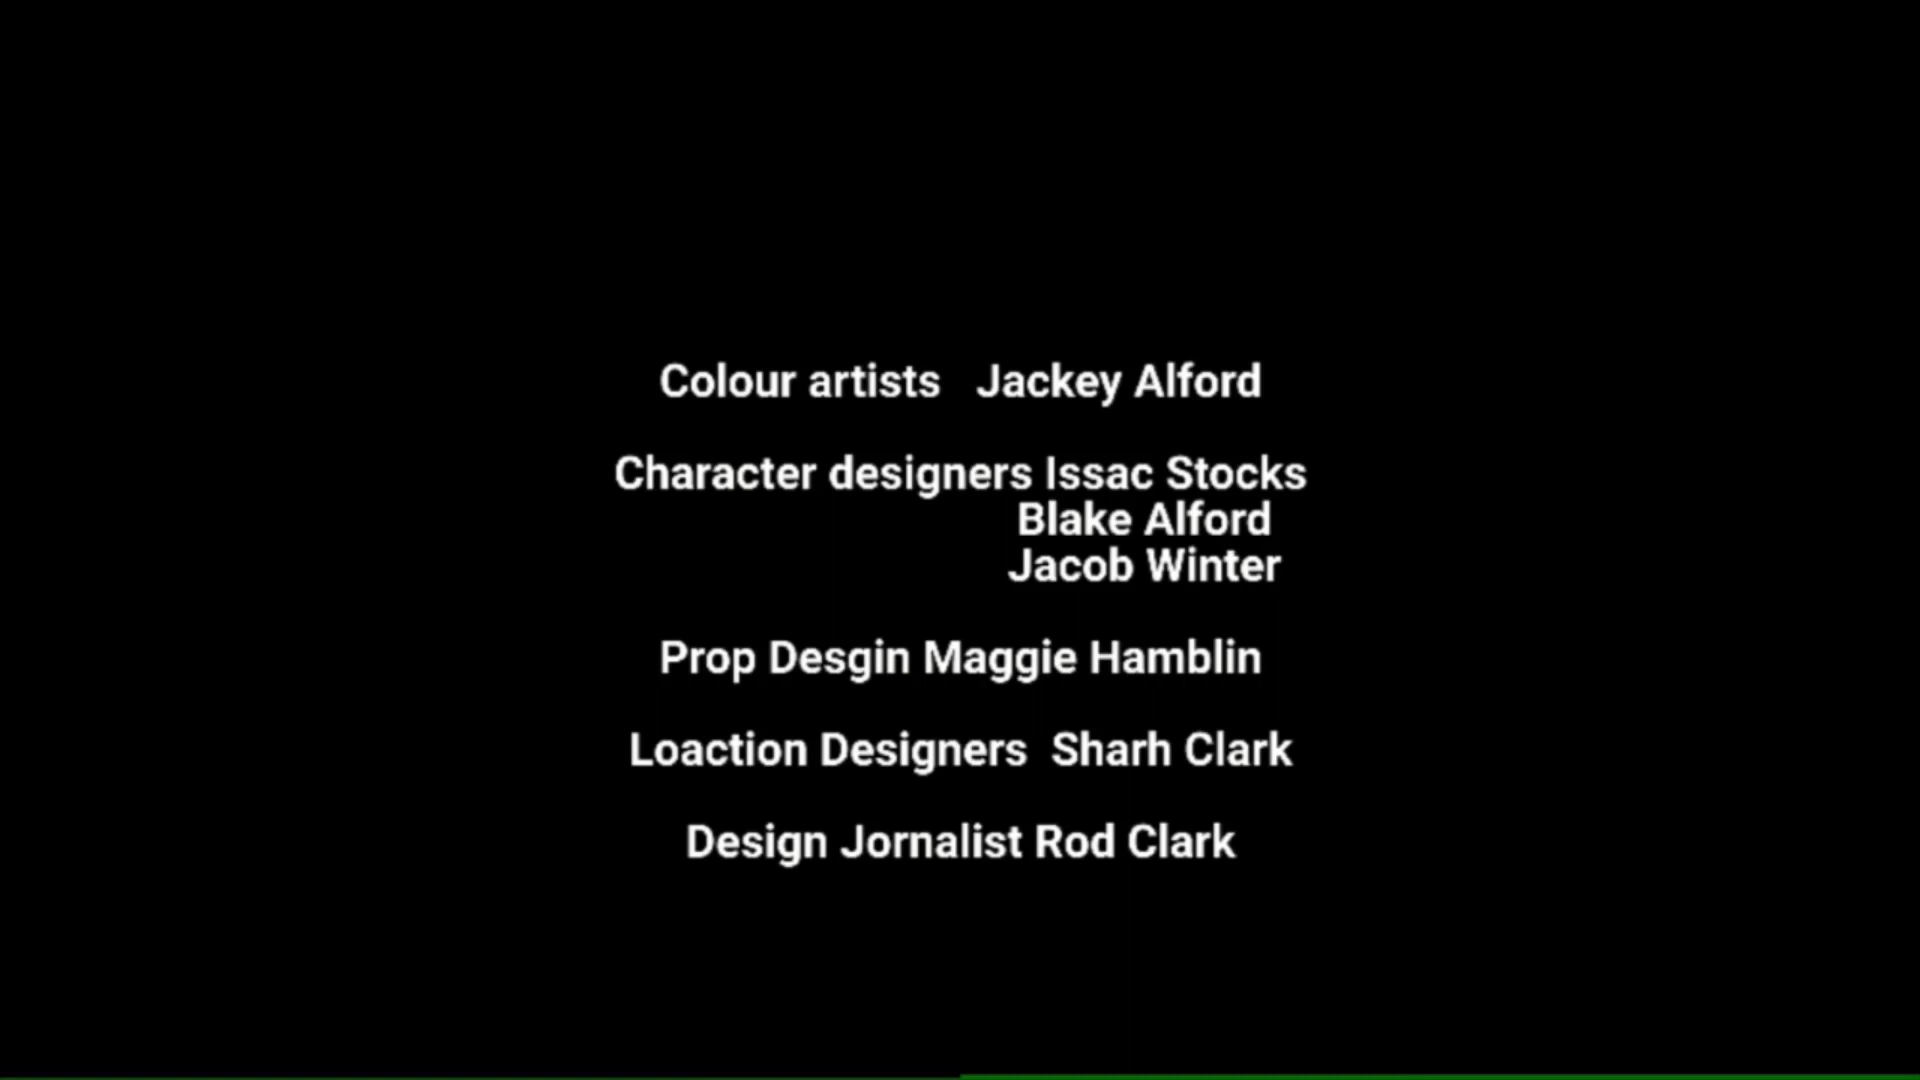 Colour artists   Jackey Alford
Character designers Issac Stocks
Blake Alford
Jacob Winter
Prop Desgin Maggie Hamblin
Loaction Designers  Sharh Clark
Design Jornalist Rod Clark